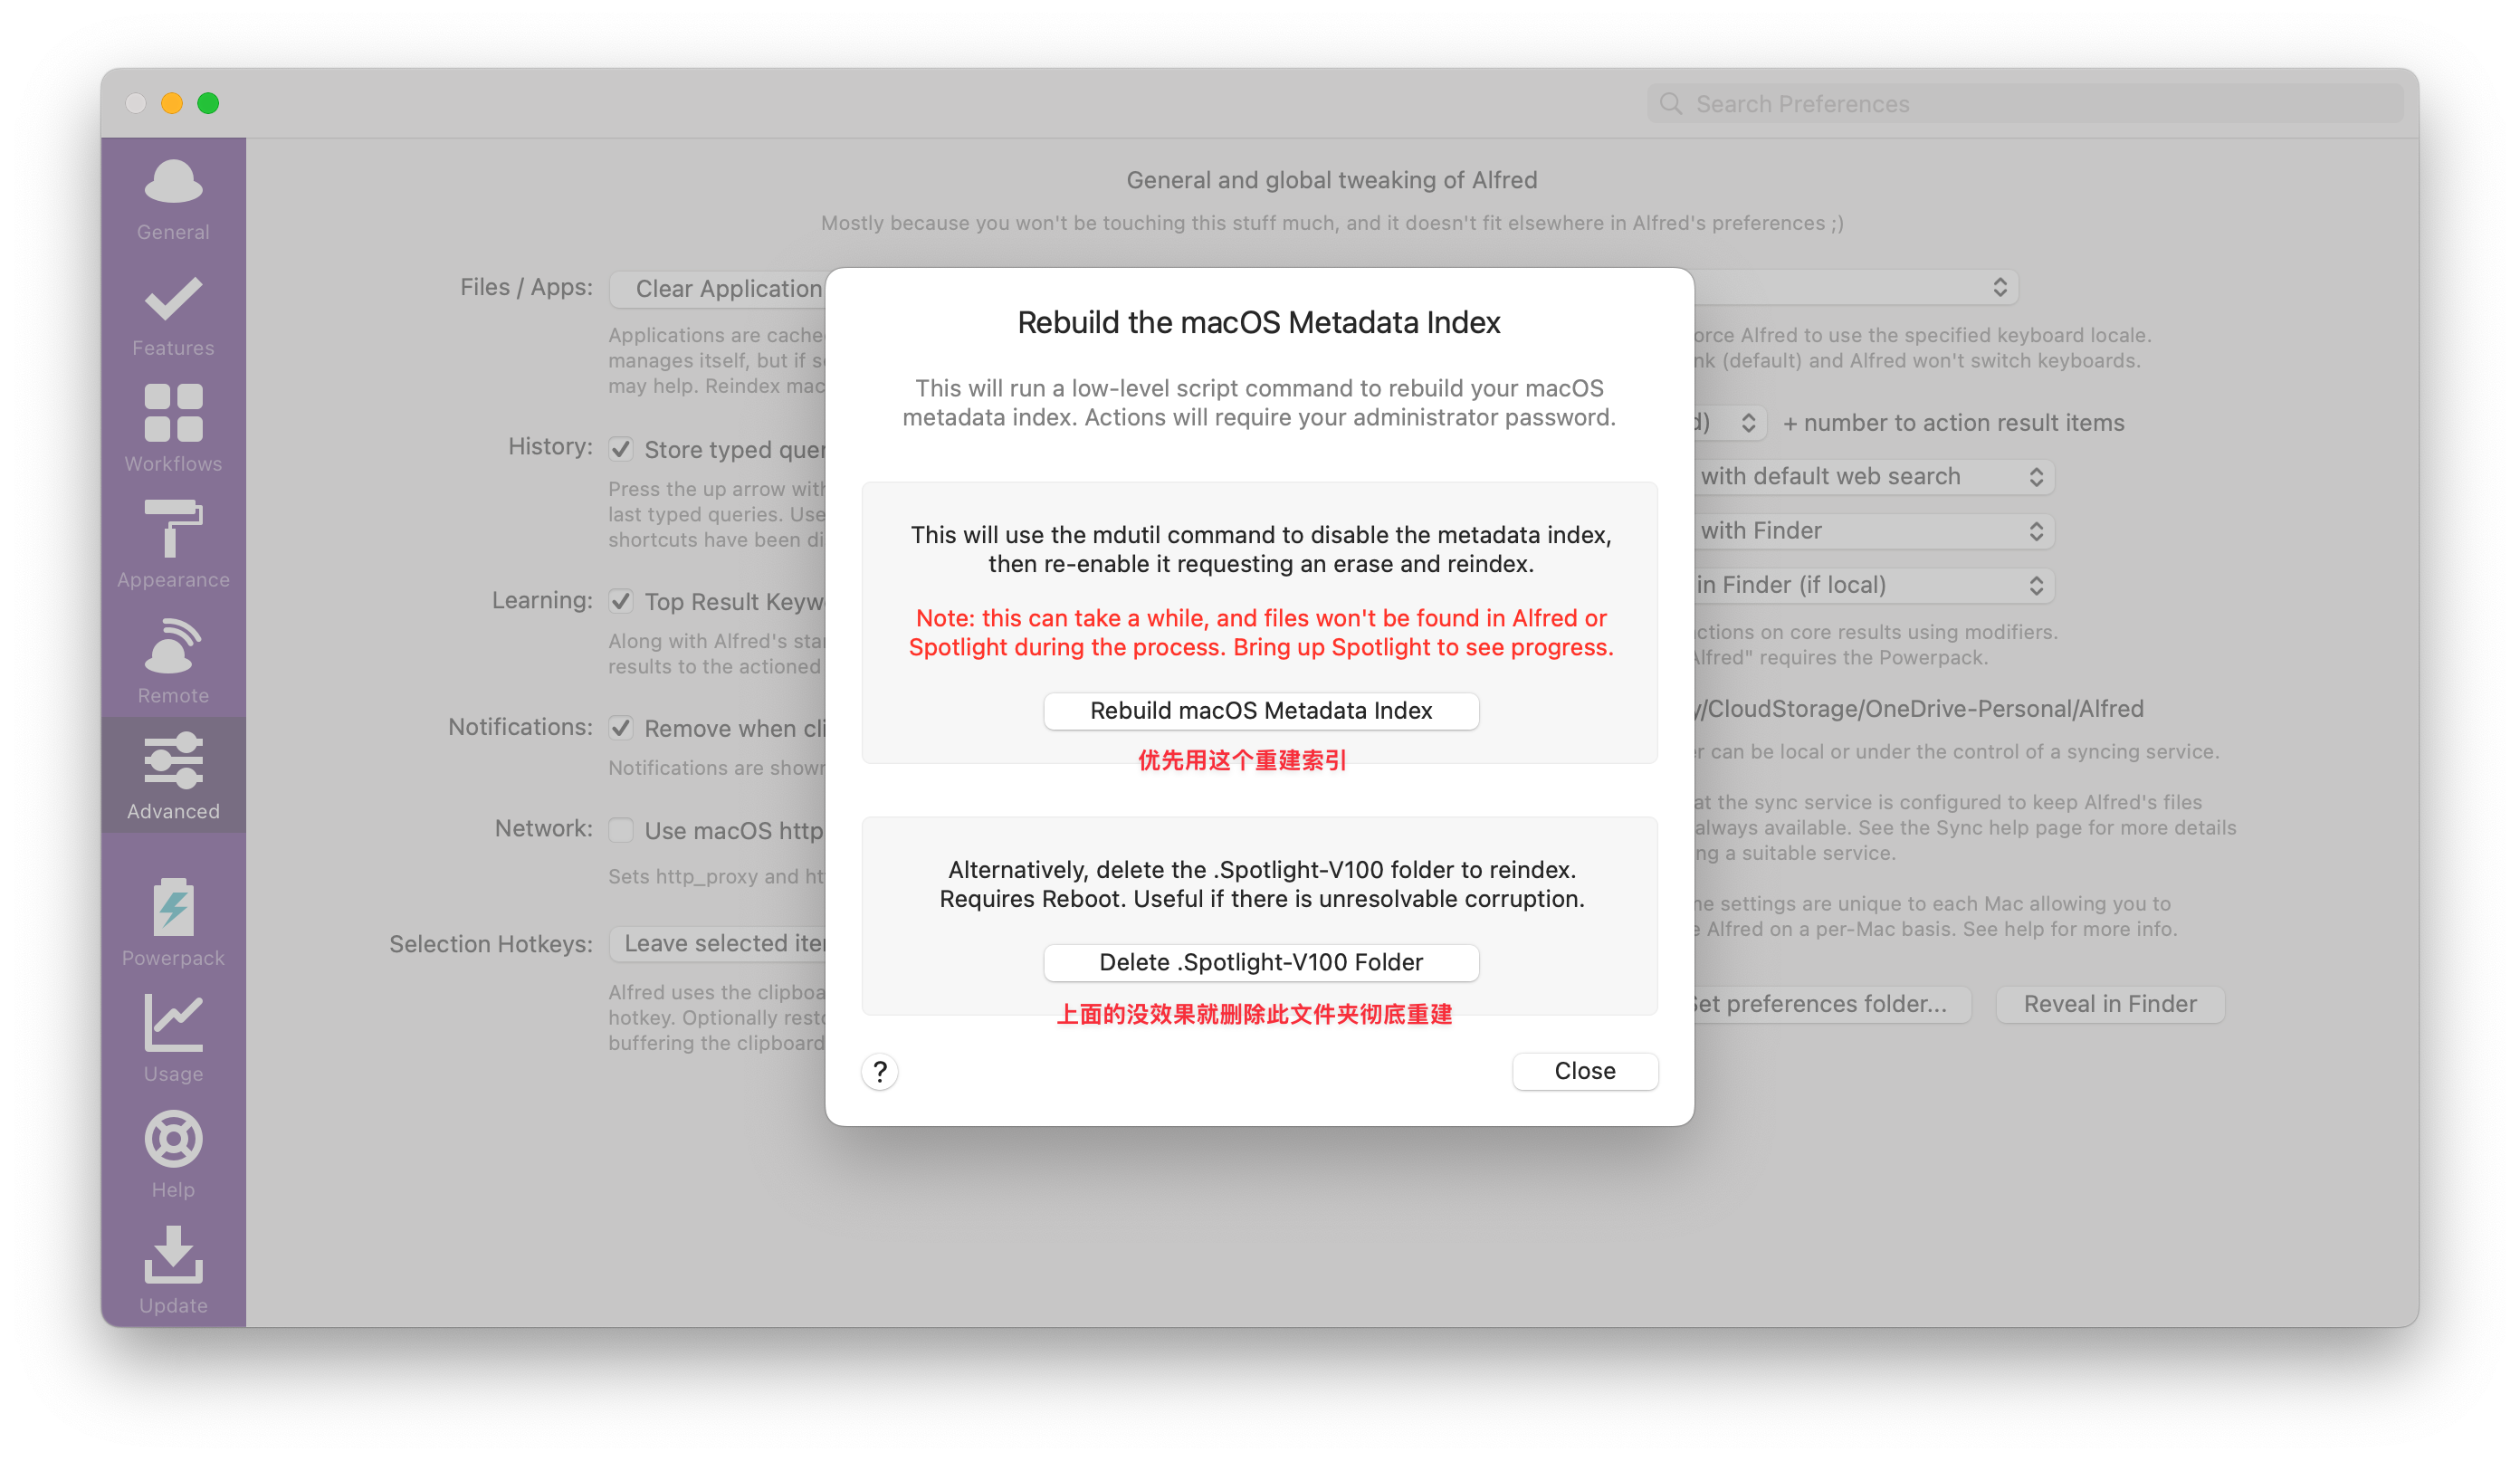 Search Preferences
General
Features
Workflows
Appearance
Remote
Advanced
Powerpack
Usage
Help
Update
General and global tweaking of Alfred
Mostly because you won't be touching this stuff much, and it doesn't fit elsewhere in Alfred's preferences ;)
Files / Apps:
Clear Application
Applications are cache
manages itself, but if s
may help. Reindex mac
History:
Store typed quer
Press the up arrow with
last typed queries. Use
shortcuts have been di
Learning:
Top Result Keyw
Along with Alfred's sta
results to the actioned
Notifications:
Remove when cli
Notifications are shown
Network:
Use macOS http
Sets http_proxy and ht
Selection Hotkeys:
Leave selected iter
Alfred uses the clipboa
hotkey. Optionally resto
buffering the clipboard
Rebuild the macOS Metadata Index
This will run a low-level script command to rebuild your macOS
metadata index. Actions will require your administrator password.
This will use the mdutil command to disable the metadata index,
then re-enable it requesting an erase and reindex.
Note: this can take a while, and files won't be found in Alfred or
Spotlight during the process. Bring up Spotlight to see progress.
Rebuild macOS Metadata Index
优先用这个重建索引
Alternatively, delete the .Spotlight-V100 folder to reindex.
Requires Reboot. Useful if there is unresolvable corruption.
Delete .Spotlight-V100 Folder
上面的没效果就删除此文件夹彻底重建
?
Close
orce Alfred to use the specified keyboard locale.
nk (default) and Alfred won't switch keyboards.
d)
+ number to action result items
with default web search
with Finder
in Finder (if local)
ctions on core results using modifiers.
Alfred" requires the Powerpack.
y/CloudStorage/OneDrive-Personal/Alfred
er can be local or under the control of a syncing service.
at the sync service is configured to keep Alfred's files
always available. See the Sync help page for more details
ng a suitable service.
ne settings are unique to each Mac allowing you to
e Alfred on a per-Mac basis. See help for more info.
Set preferences folder...
Reveal in Finder